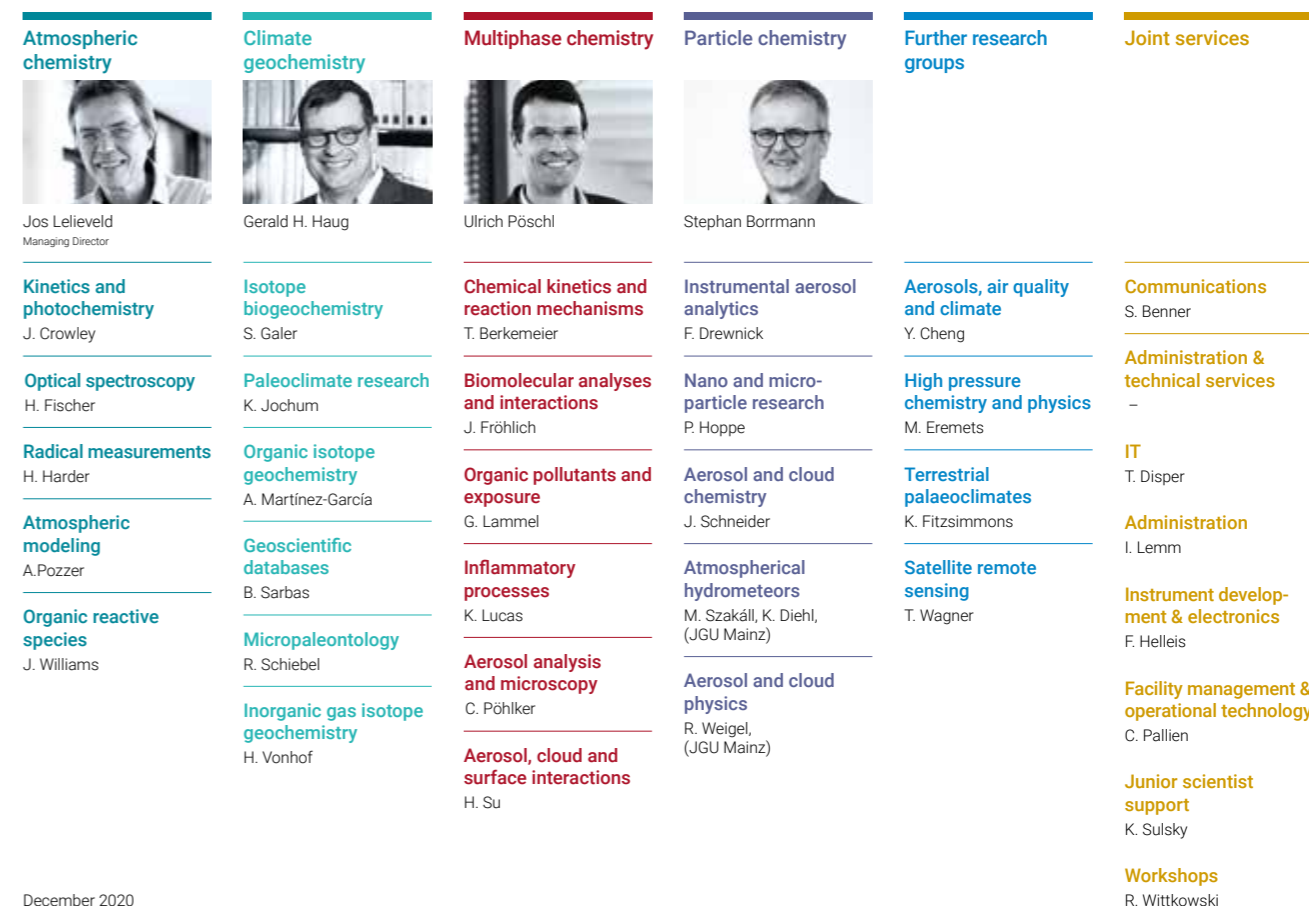 Atmospheric
chemistry
Jos Lelieveld
Managing Director
Kinetics and
photochemistry
J. Crowley
Optical spectroscopy
H. Fischer
Radical measurements
H. Harder
Atmospheric
modeling
A.Pozzer
Organic reactive
species
J. Williams
Climate
geochemistry
Gerald H. Haug
Isotope
biogeochemistry
S. Galer
Paleoclimate research
K. Jochum
Organic isotope
geochemistry
A. Martínez-García
Geoscientific
databases
B. Sarbas
Micropaleontology
R. Schiebel
Inorganic gas isotope
geochemistry
H. Vonhof
Multiphase chemistry
Ulrich Pöschl
Chemical kinetics and
reaction mechanisms
T. Berkemeier
Biomolecular analyses
and interactions
J. Fröhlich
Organic pollutants and
exposure
G. Lammel
Inflammatory
processes
K. Lucas
Aerosol analysis
and microscopy
C. Pöhlker
Aerosol, cloud and
surface interactions
H. Su
Particle chemistry
Stephan Borrmann
Instrumental aerosol
analytics
F. Drewnick
Nano and micro-
particle research
P. Hoppe
Aerosol and cloud
chemistry
J. Schneider
Atmospherical
hydrometeors
M. Szakáll, K. Diehl,
(JGU Mainz)
Aerosol and cloud
physics
R. Weigel,
(JGU Mainz)
Further research
groups
Aerosols, air quality
and climate
Y. Cheng
High pressure
chemistry and physics
M. Eremets
Terrestrial
palaeoclimates
K. Fitzsimmons
Satellite remote
sensing
T. Wagner
Joint services
Communications
S. Benner
Administration &
technical services
–
IT
T. Disper
Administration
I. Lemm
Instrument develop-
ment & electronics
F. Helleis
Facility management &
operational technology
C. Pallien
Junior scientist
support
K. Sulsky
Workshops
R. Wittkowski
December 2020